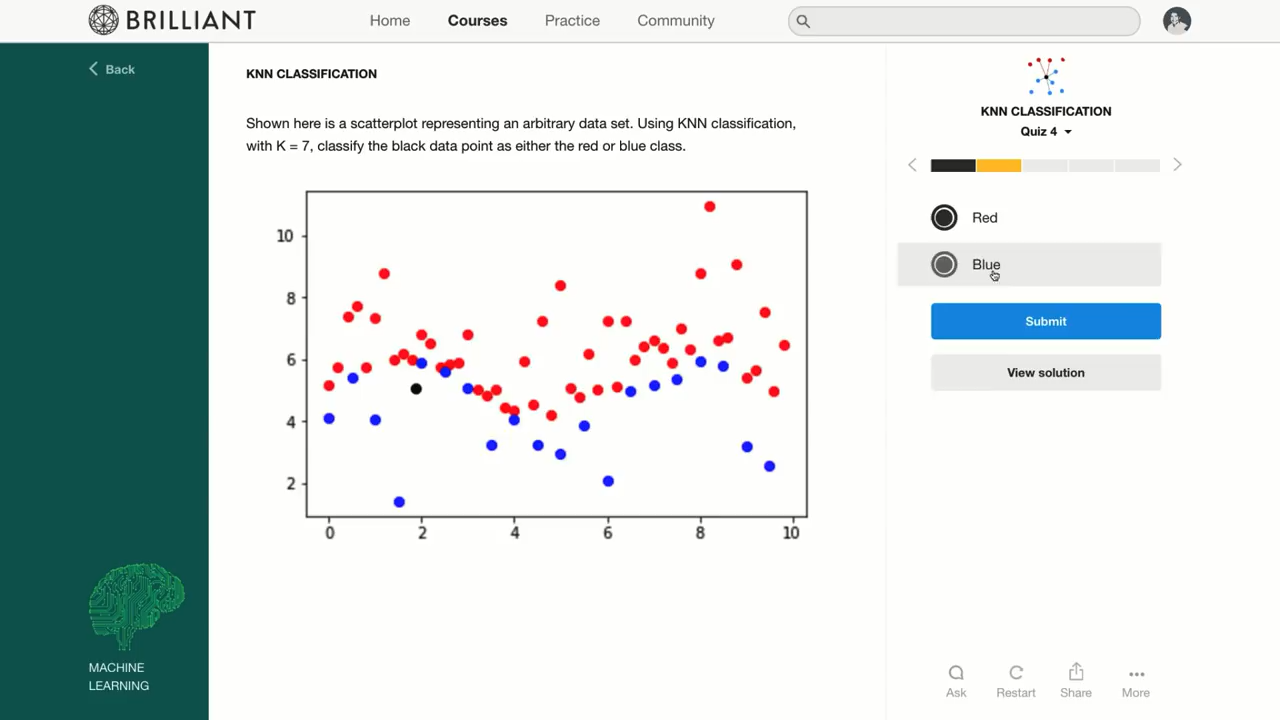 BRILLIANT
Home Courses Practice Community
Back
KNN CLASSIFICATION
Shown here is a scatterplot representing an arbitrary data set. Using KNN classification,
with K = 7, classify the black data point as either the red or blue class.
10
8
6
4
2
0 2 4 6 8 10
KNN CLASSIFICATION
Quiz 4
Red
Blue
Submit
View solution
MACHINE
LEARNING
Ask Restart Share More